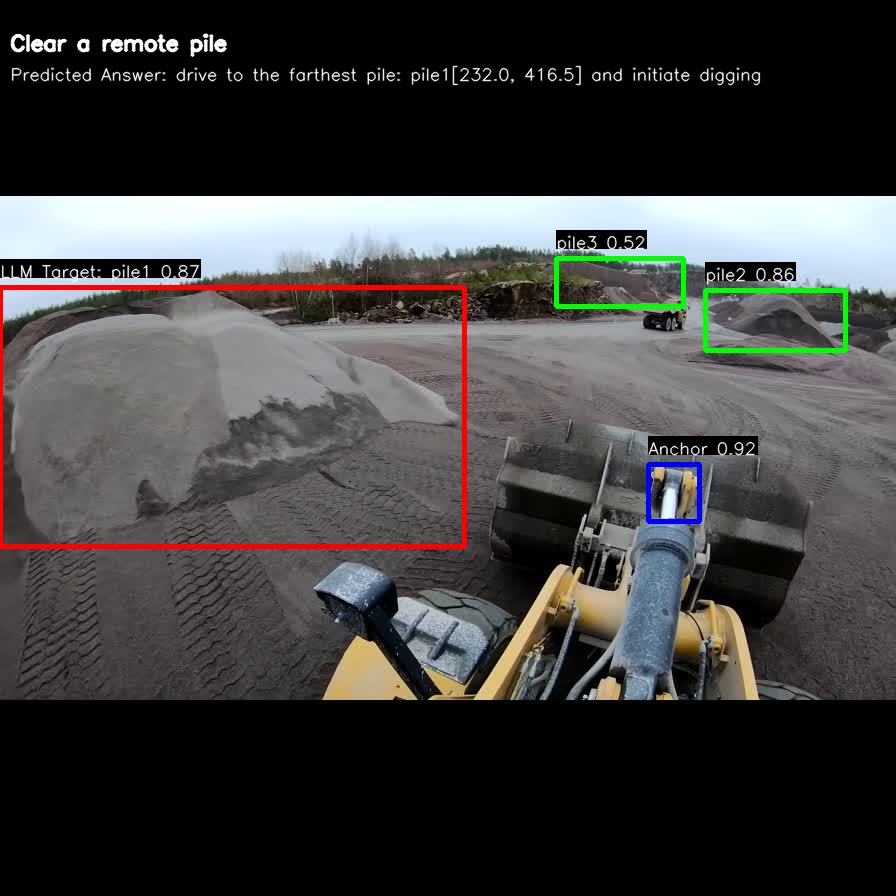 Clear a remote pile
Predicted Answer: drive to the farthest pile: pile1[232.0, 416.5] and initiate digging
pile3 0.52
LLM Target: pile1 0.87
pile2 0.86
Anchor 0.92